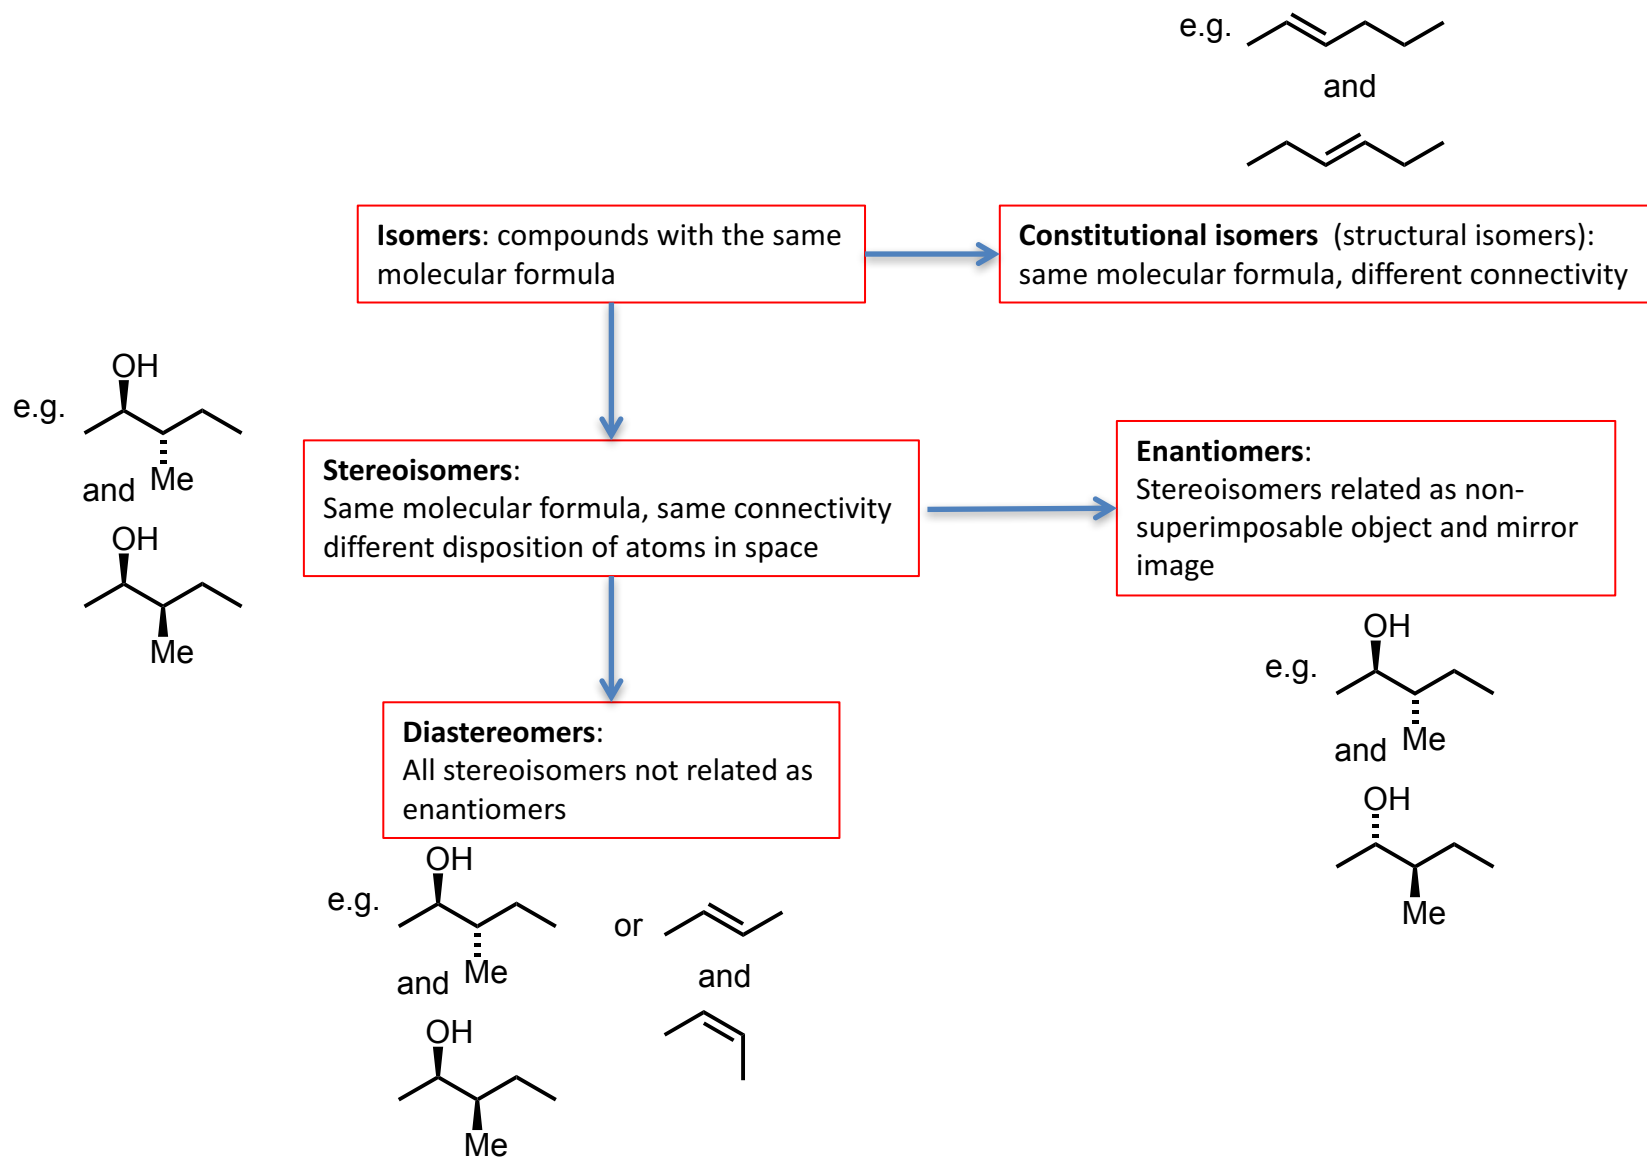 e.g.
and
Isomers: compounds with the same
molecular formula
Constitutional isomers (structural isomers):
same molecular formula, different connectivity
OH
e.g.
Me
and
OH
Me
Stereoisomers:
Same molecular formula, same connectivity
different disposition of atoms in space
Enantiomers:
Stereoisomers related as non-
superimposable object and mirror
image
OH
e.g.
Me
and
OH
Me
Diastereomers:
All stereoisomers not related as
enantiomers
OH
e.g.
Me
and
OH
Me
or
and